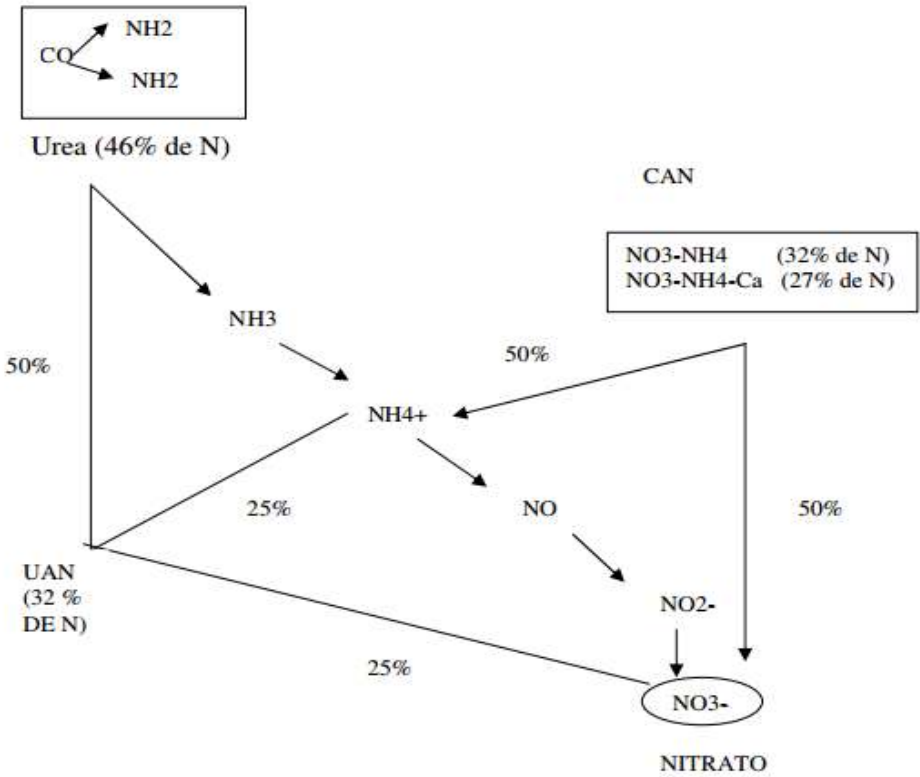 NH2
CO
NH2
Urea (46% de N)
CAN
NO3-NH4 (32% de N)
NO3-NH4-Ca (27% de N)
NH3
50%
50%
NH4+
25%
NO
50%
UAN
(32 %
DE N)
NO2-
25%
NO3-
NITRATO